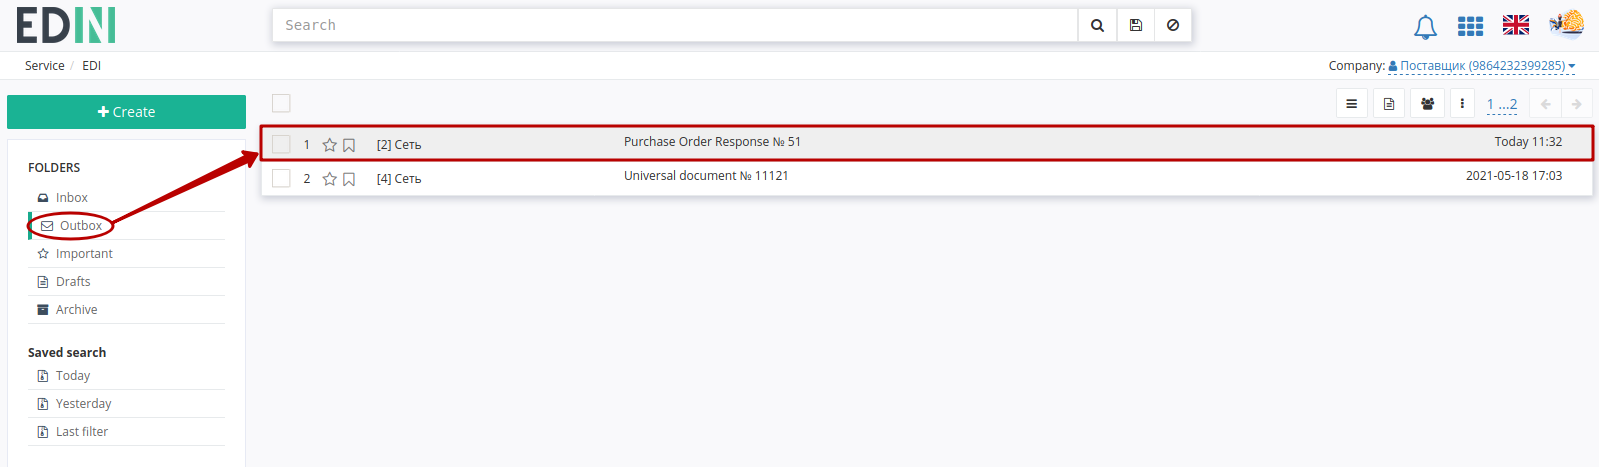 EDIN
Search
Service / EDI
Company: Поставщик (9864232399285)
Create
1 ...2
1 [2] Сеть Purchase Order Response № 51 Today 11:32
2 [4] Сеть Universal document № 11121 2021-05-18 17:03
FOLDERS
Inbox
Outbox
Important
Drafts
Archive
Saved search
Today
Yesterday
Last filter